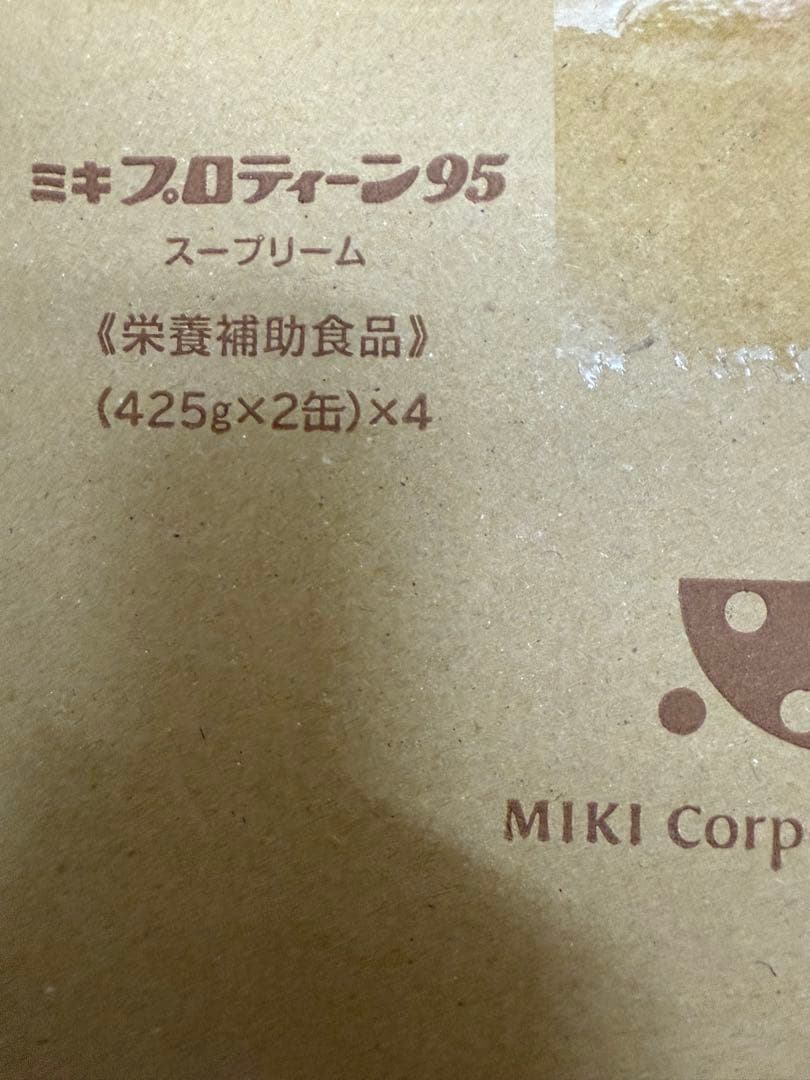 ミキプロティーン95
スープリーム
《栄養補助食品》
(425g×2缶)×4
MIKI Corp